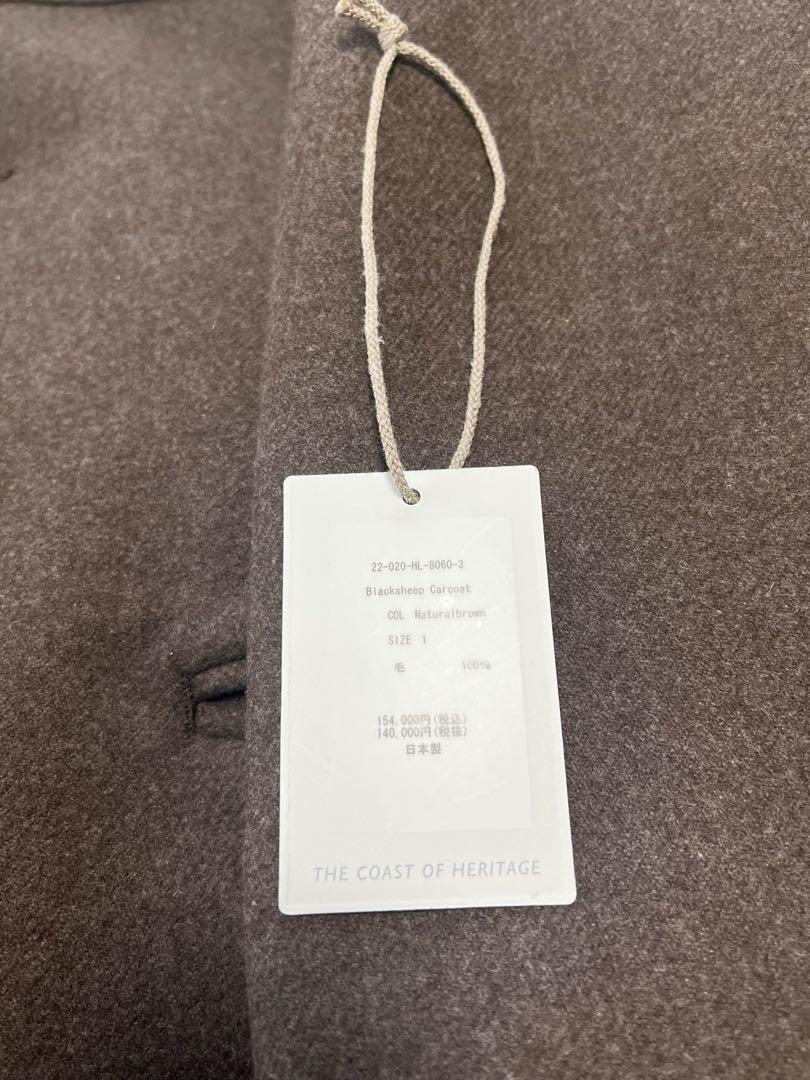 22-020-HL-8060-3
Blacksheep Carcoat
COL Naturalbrown
SIZE 1
毛 100%
154,000円(税込)
140,000円(税抜)
日本製
THE COAST OF HERITAGE